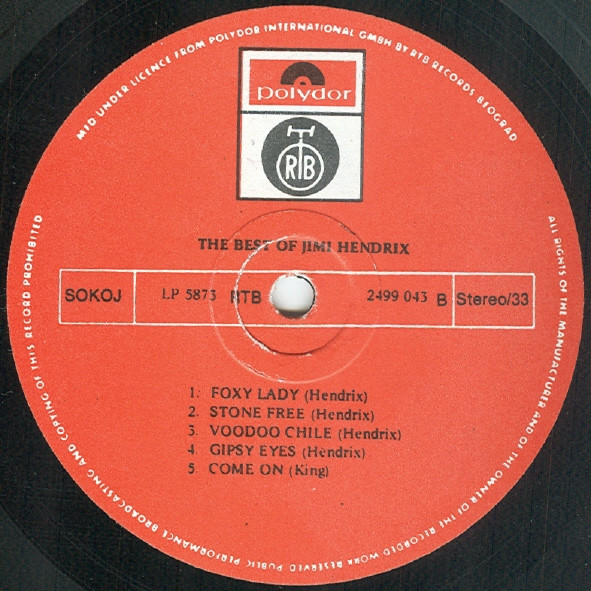 MFD UNDER LICENCE FROM POLYDOR INTERNATIONAL GMBH BY RTB RECORDS BEOGRAD
polydor
RTB
THE BEST OF JIMI HENDRIX
SOKOJ LP 5873 RTB 2499 043 B Stereo/33
1. FOXY LADY (Hendrix)
2. STONE FREE (Hendrix)
3. VOODOO CHILE (Hendrix)
4. GIPSY EYES (Hendrix)
5. COME ON (King)
ALL RIGHTS OF THE MANUFACTURER AND OF THE OWNER OF THE RECORDED WORK RESERVED PUBLIC PERFORMANCE BROADCASTING AND COPYING OF THIS RECORD PROHIBITED